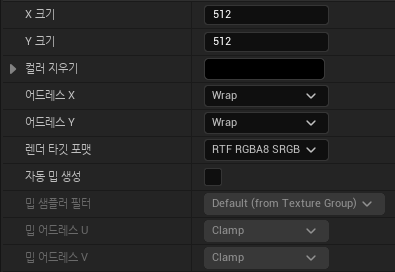 X 크기 512
Y 크기 512
컬러 지우기
어드레스 X Wrap
어드레스 Y Wrap
렌더 타깃 포맷 RTF RGBA8 SRGB
자동 밉 생성
밉 샘플러 필터 Default (from Texture Group)
밉 어드레스 U Clamp
밉 어드레스 V Clamp